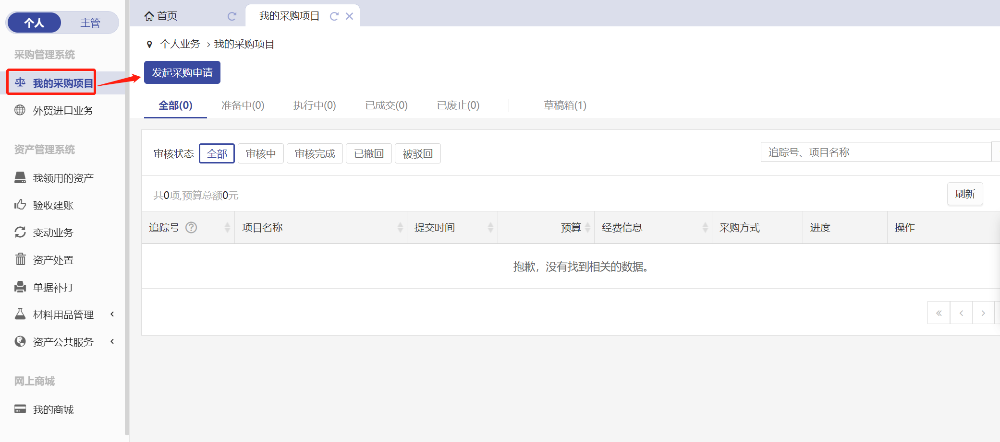 个人 主管
采购管理系统
我的采购项目
外贸进口业务
资产管理系统
我领用的资产
验收建账
变动业务
资产处置
单据补打
材料用品管理
资产公共服务
网上商城
我的商城
首页 我的采购项目
个人业务 > 我的采购项目
发起采购申请
全部(0) 准备中(0) 执行中(0) 已成交(0) 已废止(0) 草稿箱(1)
审核状态 全部 审核中 审核完成 已撤回 被驳回 追踪号、项目名称
共0项,预算总额0元 刷新
追踪号 ? 项目名称 提交时间 预算 经费信息 采购方式 进度 操作
抱歉，没有找到相关的数据。
« ‹ ›